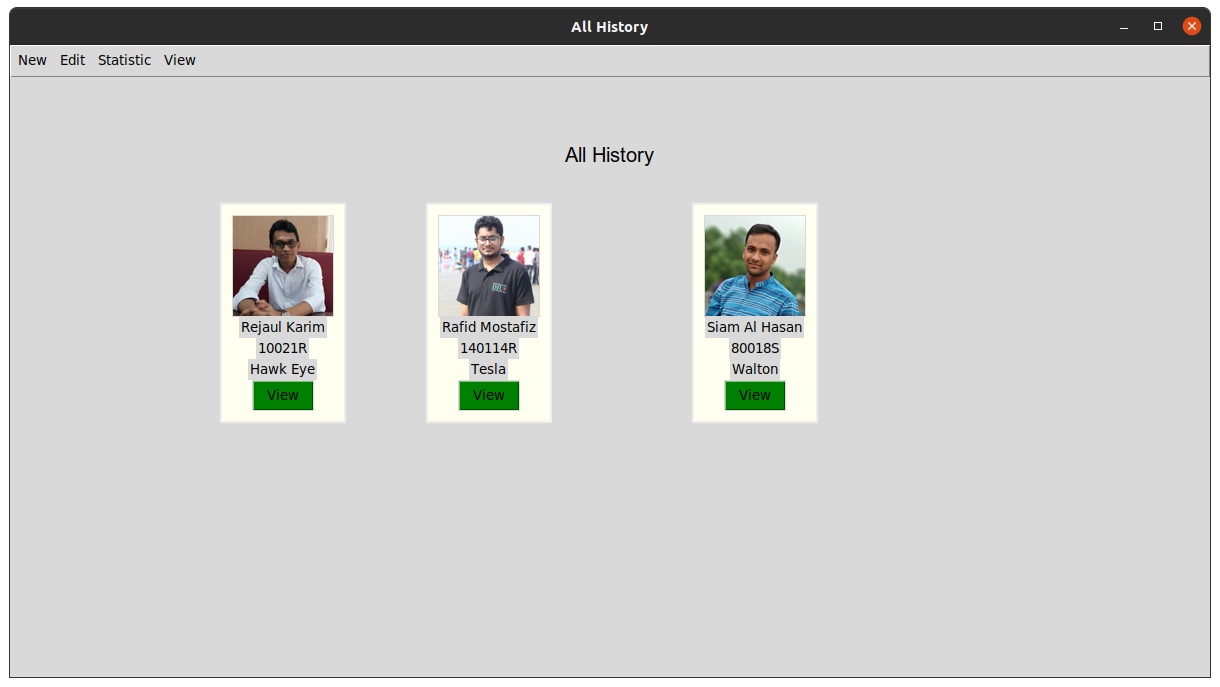 All History
New Edit Statistic View
All History
Rejaul Karim
10021R
Hawk Eye
View
Rafid Mostafiz
140114R
Tesla
View
Siam Al Hasan
80018S
Walton
View